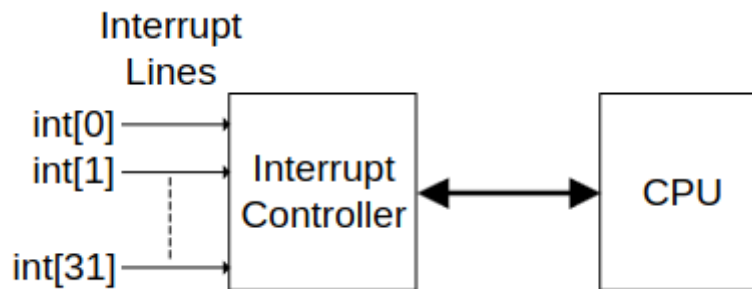 Interrupt
Lines
int[0]
int[1]
int[31]
Interrupt
Controller
CPU